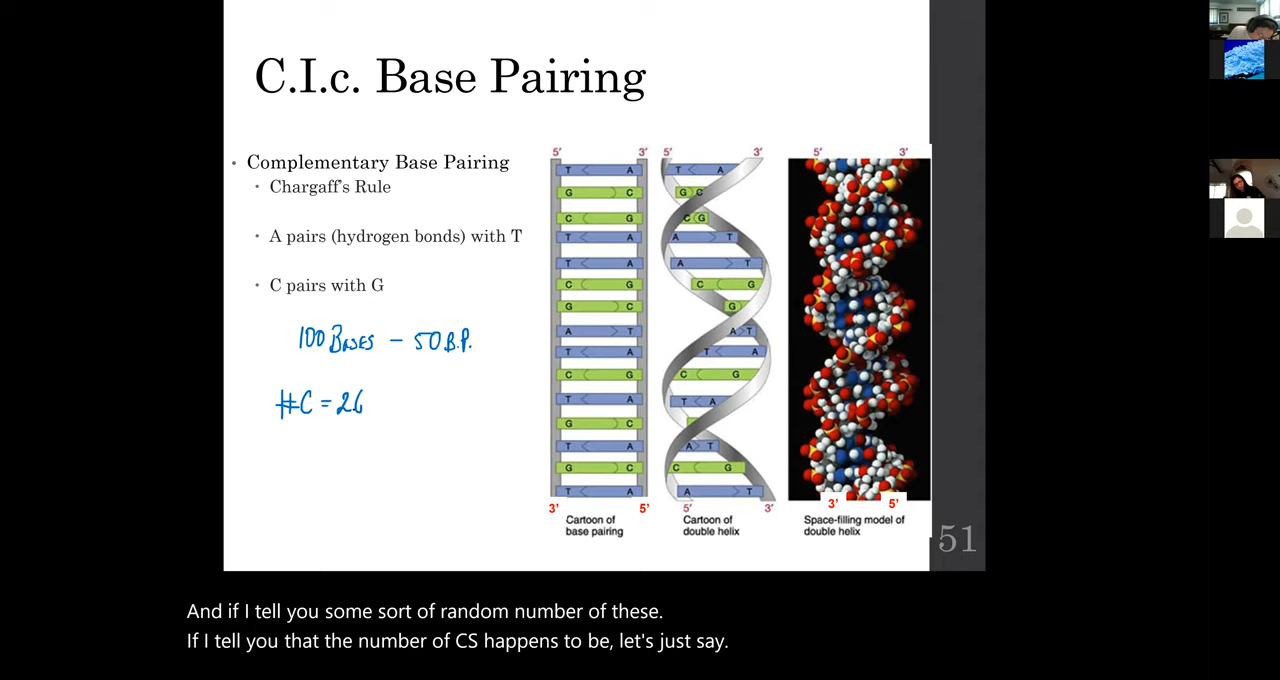 C.I.c. Base Pairing
• Complementary Base Pairing
• Chargaff's Rule
• A pairs (hydrogen bonds) with T
• C pairs with G
100 BASES – 50 B.P.
#C = 26
5' 3' 5' 3' 5' 3'
T A T A
G C G C
C G C G
T A A T
T A A T
C G C G
G C G
A T A T
T A T A
C G C G
T A T A
G C
T A A T
G C C G
T A A T
3' 5' 5' 3' 3' 5'
Cartoon of base pairing
Cartoon of double helix
Space-filling model of double helix
51
And if I tell you some sort of random number of these.
If I tell you that the number of CS happens to be, let's just say.